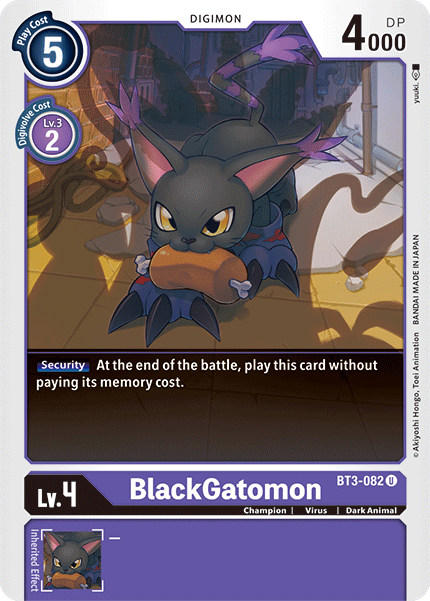 DIGIMON
Play Cost
5
4000
DP
Digivolve Cost
Lv.3
2
yuuki.
© Akiyoshi Hongo, Toei Animation BANDAI MADE IN JAPAN
Security At the end of the battle, play this card without
paying its memory cost.
Lv.4
BlackGatomon
BT3-082 U
Champion | Virus | Dark Animal
Inherited Effect
–